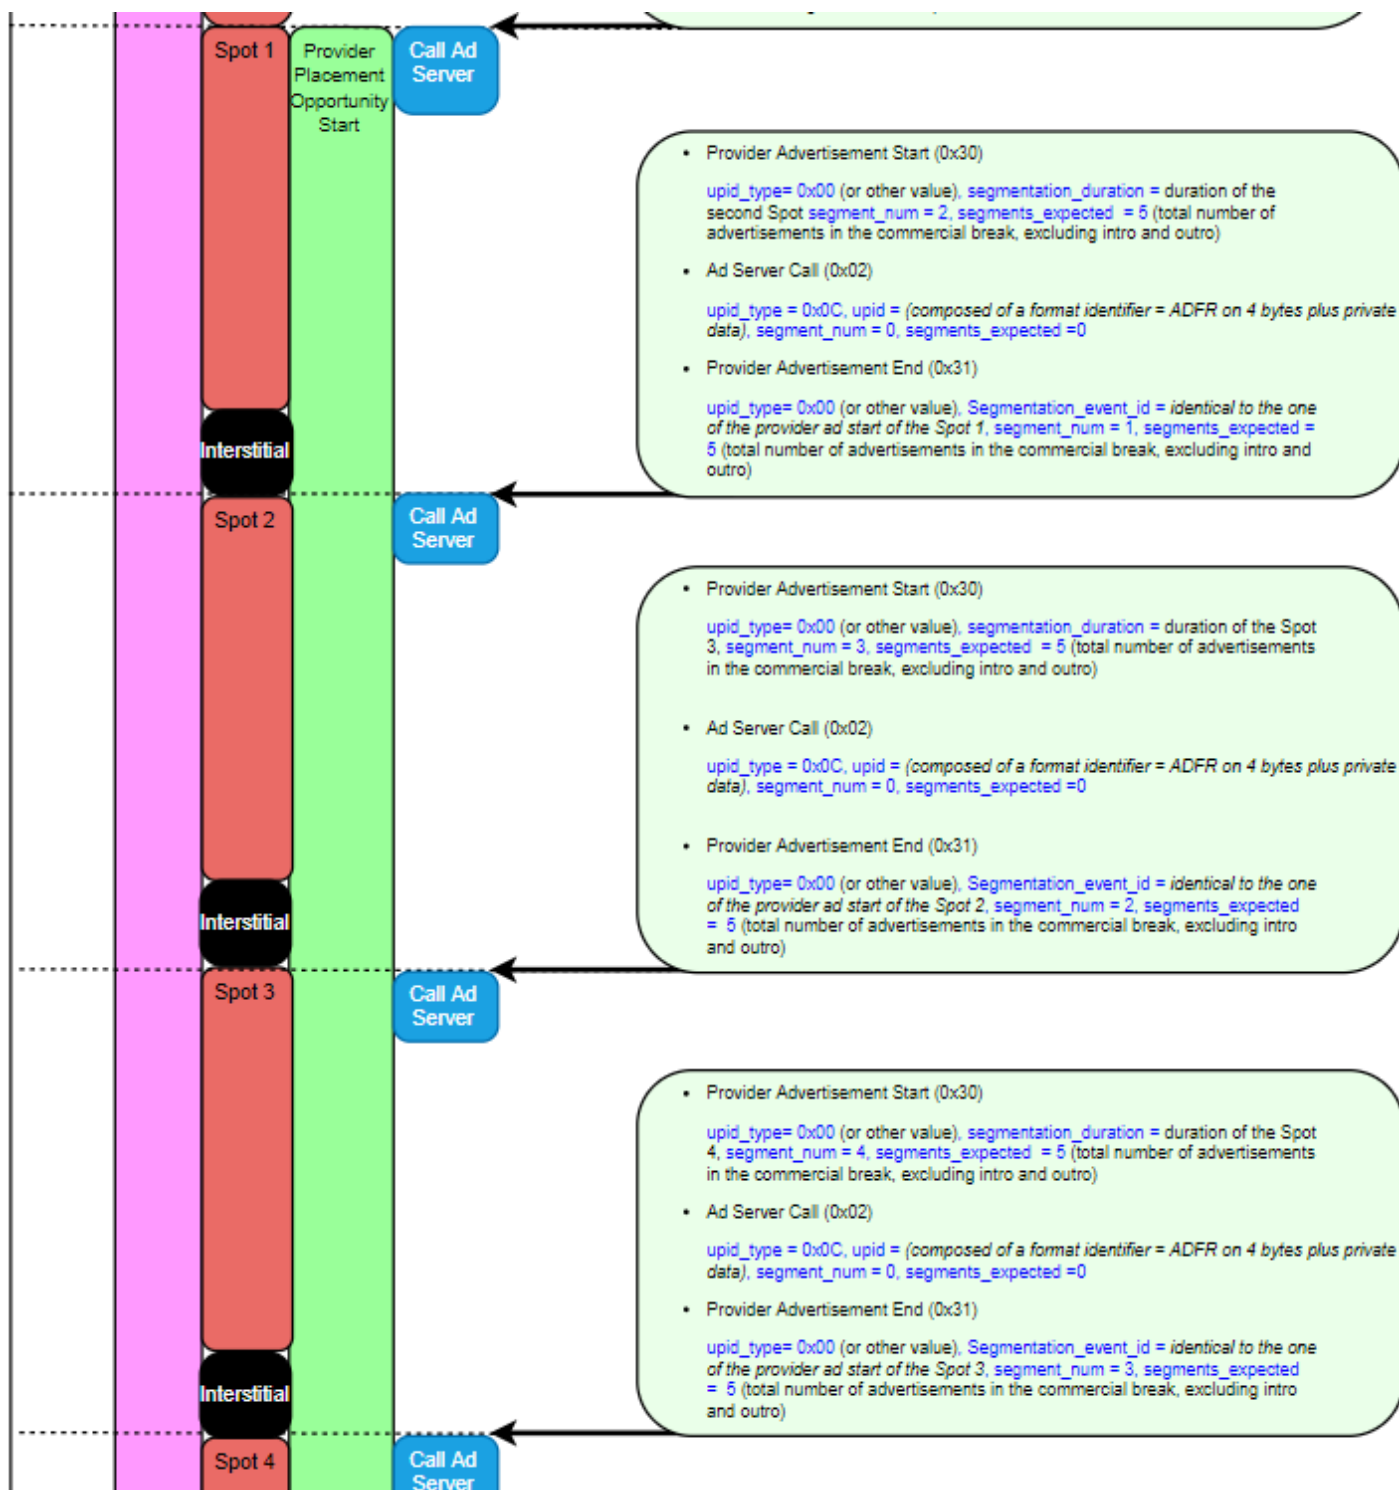 Spot 1
Provider
Placement
Opportunity
Start
Call Ad
Server
• Provider Advertisement Start (0x30)
upid_type= 0x00 (or other value), segmentation_duration = duration of the
second Spot segment_num = 2, segments_expected = 5 (total number of
advertisements in the commercial break, excluding intro and outro)
• Ad Server Call (0x02)
upid_type = 0x0C, upid = (composed of a format identifier = ADFR on 4 bytes plus private
data), segment_num = 0, segments_expected =0
• Provider Advertisement End (0x31)
upid_type= 0x00 (or other value), Segmentation_event_id = identical to the one
of the provider ad start of the Spot 1, segment_num = 1, segments_expected =
5 (total number of advertisements in the commercial break, excluding intro and
outro)
Interstitial
Spot 2
Call Ad
Server
• Provider Advertisement Start (0x30)
upid_type= 0x00 (or other value), segmentation_duration = duration of the Spot
3, segment_num = 3, segments_expected = 5 (total number of advertisements
in the commercial break, excluding intro and outro)
• Ad Server Call (0x02)
upid_type = 0x0C, upid = (composed of a format identifier = ADFR on 4 bytes plus private
data), segment_num = 0, segments_expected =0
• Provider Advertisement End (0x31)
upid_type= 0x00 (or other value), Segmentation_event_id = identical to the one
of the provider ad start of the Spot 2, segment_num = 2, segments_expected
= 5 (total number of advertisements in the commercial break, excluding intro
and outro)
Interstitial
Spot 3
Call Ad
Server
• Provider Advertisement Start (0x30)
upid_type= 0x00 (or other value), segmentation_duration = duration of the Spot
4, segment_num = 4, segments_expected = 5 (total number of advertisements
in the commercial break, excluding intro and outro)
• Ad Server Call (0x02)
upid_type = 0x0C, upid = (composed of a format identifier = ADFR on 4 bytes plus private
data), segment_num = 0, segments_expected =0
• Provider Advertisement End (0x31)
upid_type= 0x00 (or other value), Segmentation_event_id = identical to the one
of the provider ad start of the Spot 3, segment_num = 3, segments_expected
= 5 (total number of advertisements in the commercial break, excluding intro
and outro)
Interstitial
Spot 4
Call Ad
Server